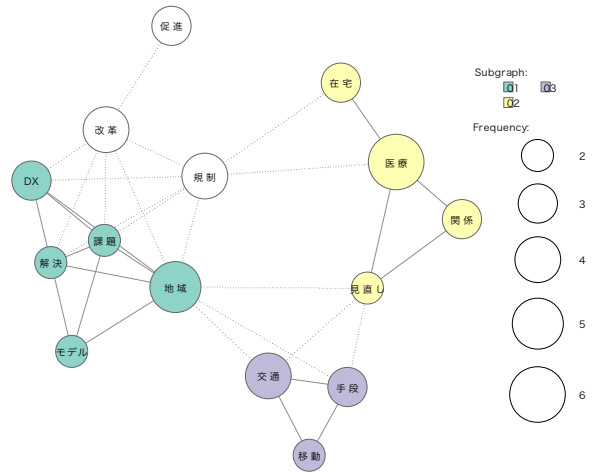 促進
改革
在宅
DX
規制
医療
関係
課題
解決
地域
見直し
モデル
交通
手段
移動
Subgraph:
01 03
02
Frequency:
2
3
4
5
6